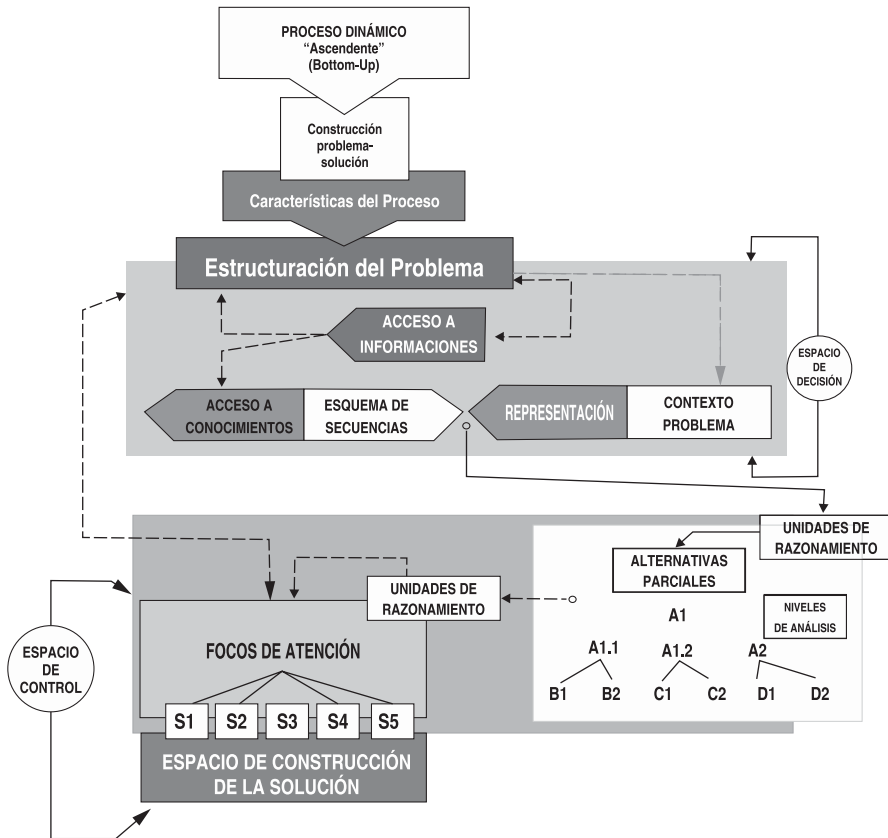 PROCESO DINÁMICO
“Ascendente”
(Bottom-Up)
Construcción
problema-
solución
Características del Proceso
Estructuración del Problema
ACCESO A
INFORMACIONES
ESPACIO
DE
DECISIÓN
ACCESO A
CONOCIMIENTOS
ESQUEMA DE
SECUENCIAS
REPRESENTACIÓN
CONTEXTO
PROBLEMA
UNIDADES DE
RAZONAMIENTO
ALTERNATIVAS
PARCIALES
UNIDADES DE
RAZONAMIENTO
A1
NIVELES
DE ANÁLISIS
ESPACIO
DE
CONTROL
FOCOS DE ATENCIÓN
A1.1 A1.2 A2
B1 B2 C1 C2 D1 D2
S1 S2 S3 S4 S5
ESPACIO DE CONSTRUCCIÓN
DE LA SOLUCIÓN